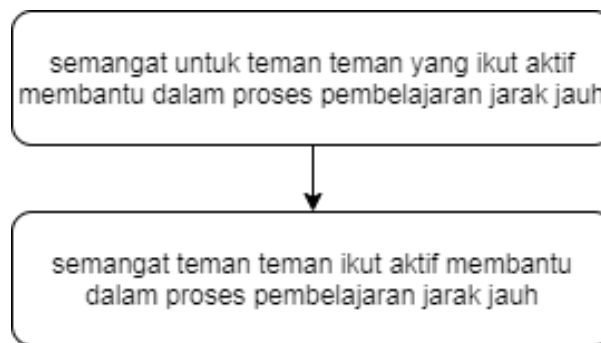 semangat untuk teman teman yang ikut aktif
membantu dalam proses pembelajaran jarak jauh
semangat teman teman ikut aktif membantu
dalam proses pembelajaran jarak jauh